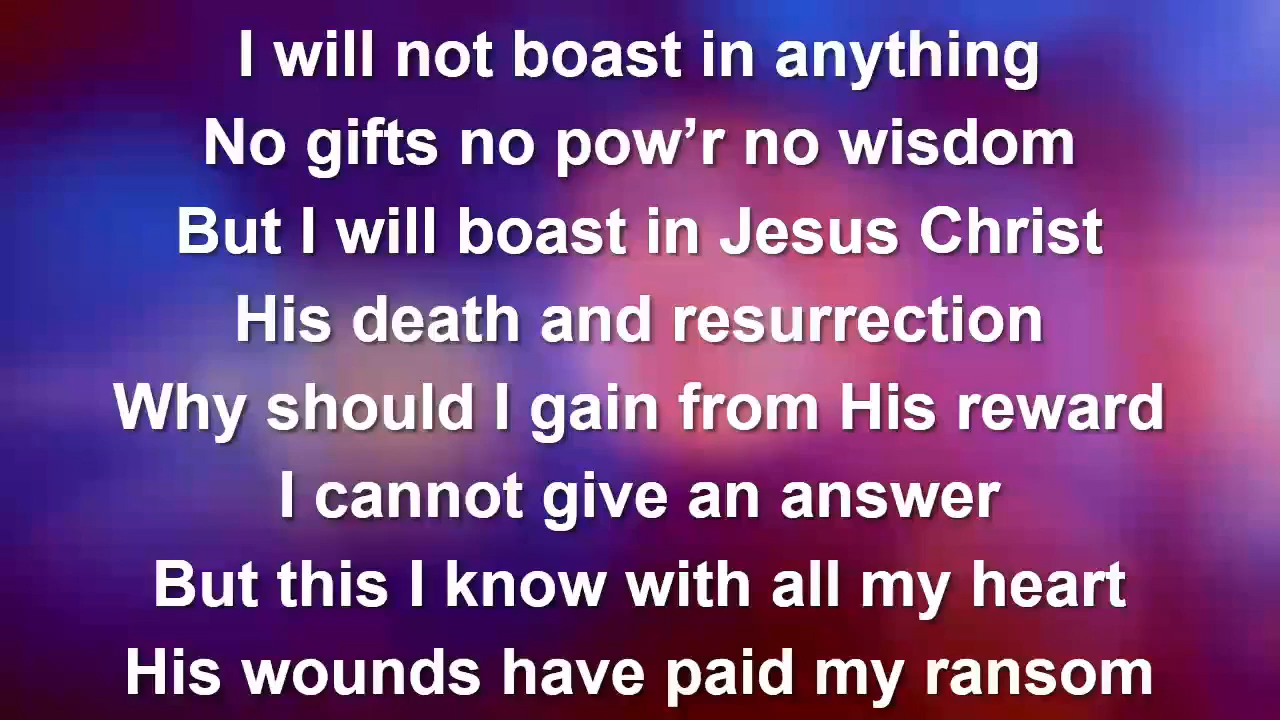 I will not boast in anything
No gifts no pow’r no wisdom
But I will boast in Jesus Christ
His death and resurrection
Why should I gain from His reward
I cannot give an answer
But this I know with all my heart
His wounds have paid my ransom